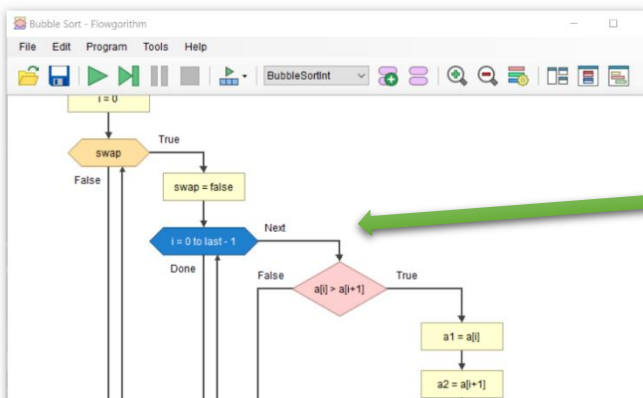 Bubble Sort - Flowgorithm
File Edit Program Tools Help
BubbleSortInt
i = 0
swap
True
False
swap = false
i = 0 to last - 1
Next
Done
False
a[i] > a[i+1]
True
a1 = a[i]
a2 = a[i+1]